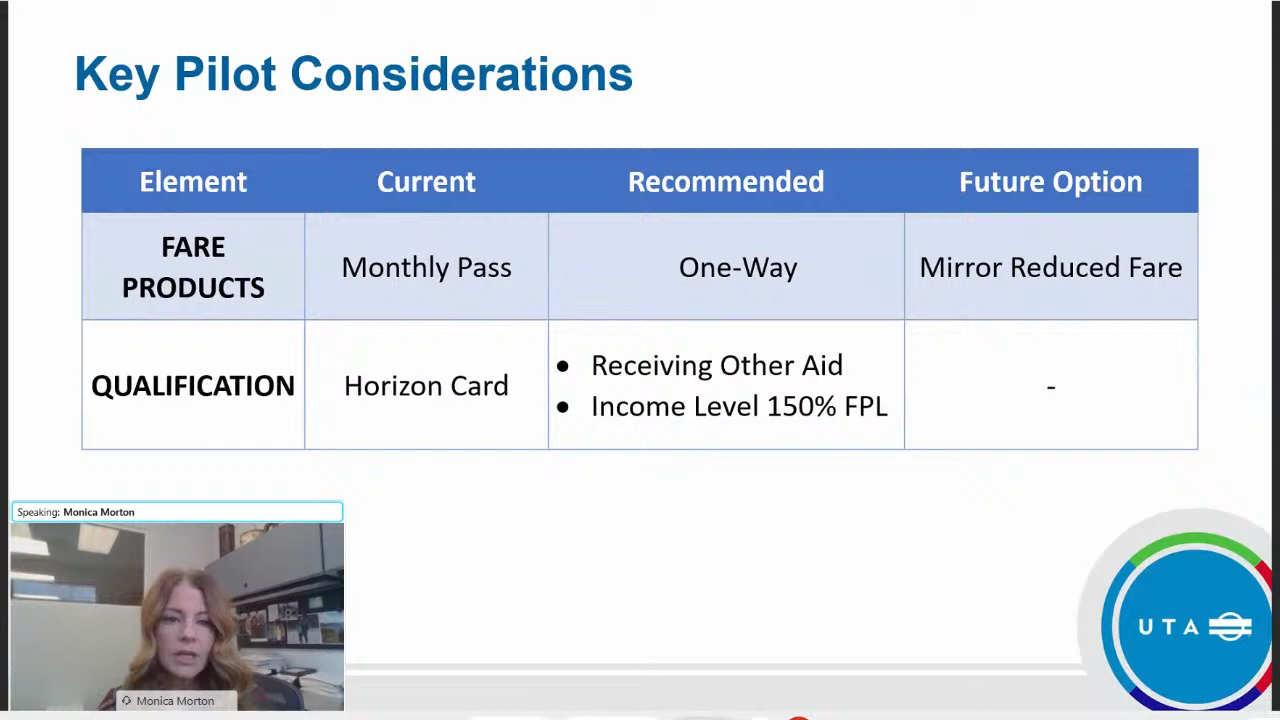 Key Pilot Considerations
Element Current Recommended Future Option
FARE
PRODUCTS
Monthly Pass
One-Way
Mirror Reduced Fare
QUALIFICATION
Horizon Card
• Receiving Other Aid
• Income Level 150% FPL
-
Speaking: Monica Morton
Monica Morton
UTA